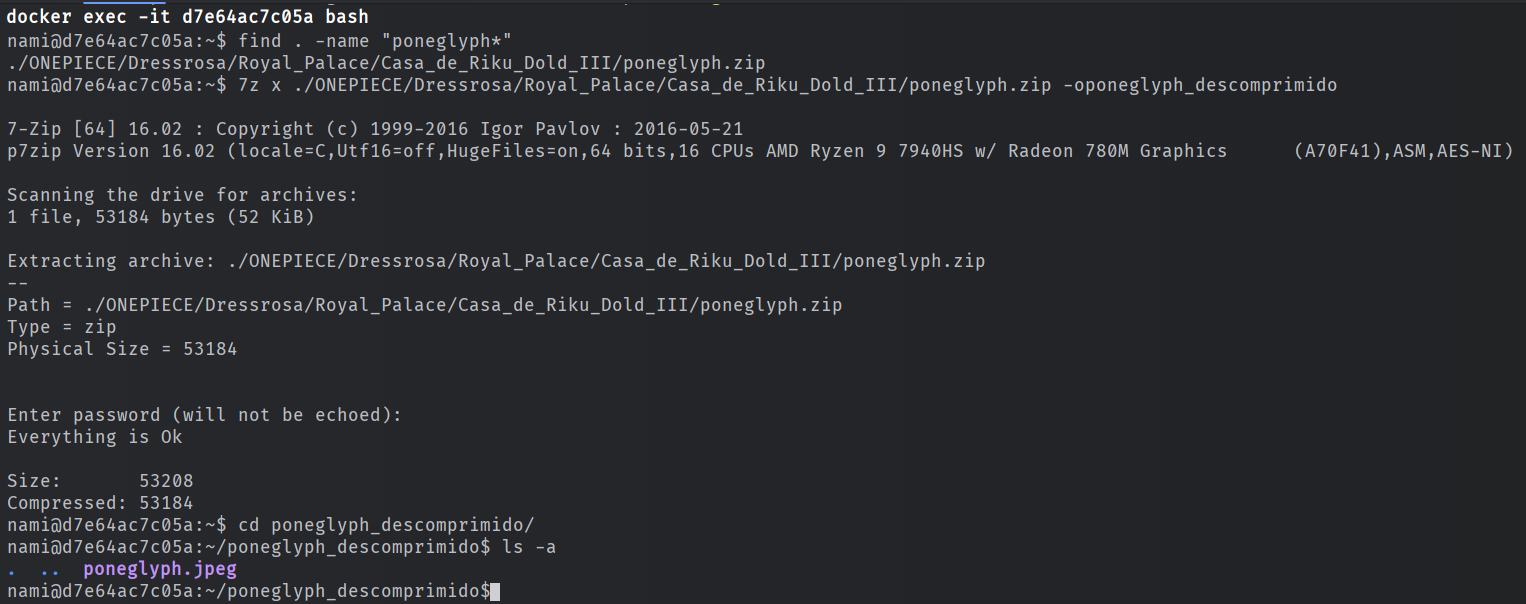 docker exec -it d7e64ac7c05a bash
nami@d7e64ac7c05a:~$ find . -name "poneglyph*"
./ONEPIECE/Dressrosa/Royal_Palace/Casa_de_Riku_Dold_III/poneglyph.zip
nami@d7e64ac7c05a:~$ 7z x ./ONEPIECE/Dressrosa/Royal_Palace/Casa_de_Riku_Dold_III/poneglyph.zip -oponeglyph_descomprimido
7-Zip [64] 16.02 : Copyright (c) 1999-2016 Igor Pavlov : 2016-05-21
p7zip Version 16.02 (locale=C,Utf16=off,HugeFiles=on,64 bits,16 CPUs AMD Ryzen 9 7940HS w/ Radeon 780M Graphics      (A70F41),ASM,AES-NI)
Scanning the drive for archives:
1 file, 53184 bytes (52 KiB)
Extracting archive: ./ONEPIECE/Dressrosa/Royal_Palace/Casa_de_Riku_Dold_III/poneglyph.zip
--
Path = ./ONEPIECE/Dressrosa/Royal_Palace/Casa_de_Riku_Dold_III/poneglyph.zip
Type = zip
Physical Size = 53184
Enter password (will not be echoed):
Everything is Ok
Size:       53208
Compressed: 53184
nami@d7e64ac7c05a:~$ cd poneglyph_descomprimido/
nami@d7e64ac7c05a:~/poneglyph_descomprimido$ ls -a
.  ..  poneglyph.jpeg
nami@d7e64ac7c05a:~/poneglyph_descomprimido$